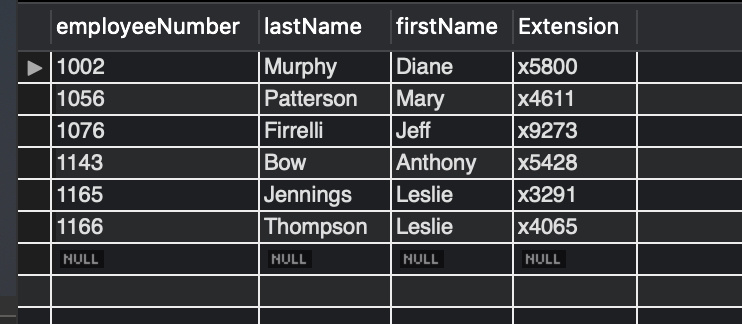 employeeNumber lastName firstName Extension
1002 Murphy Diane x5800
1056 Patterson Mary x4611
1076 Firrelli Jeff x9273
1143 Bow Anthony x5428
1165 Jennings Leslie x3291
1166 Thompson Leslie x4065
NULL NULL NULL NULL